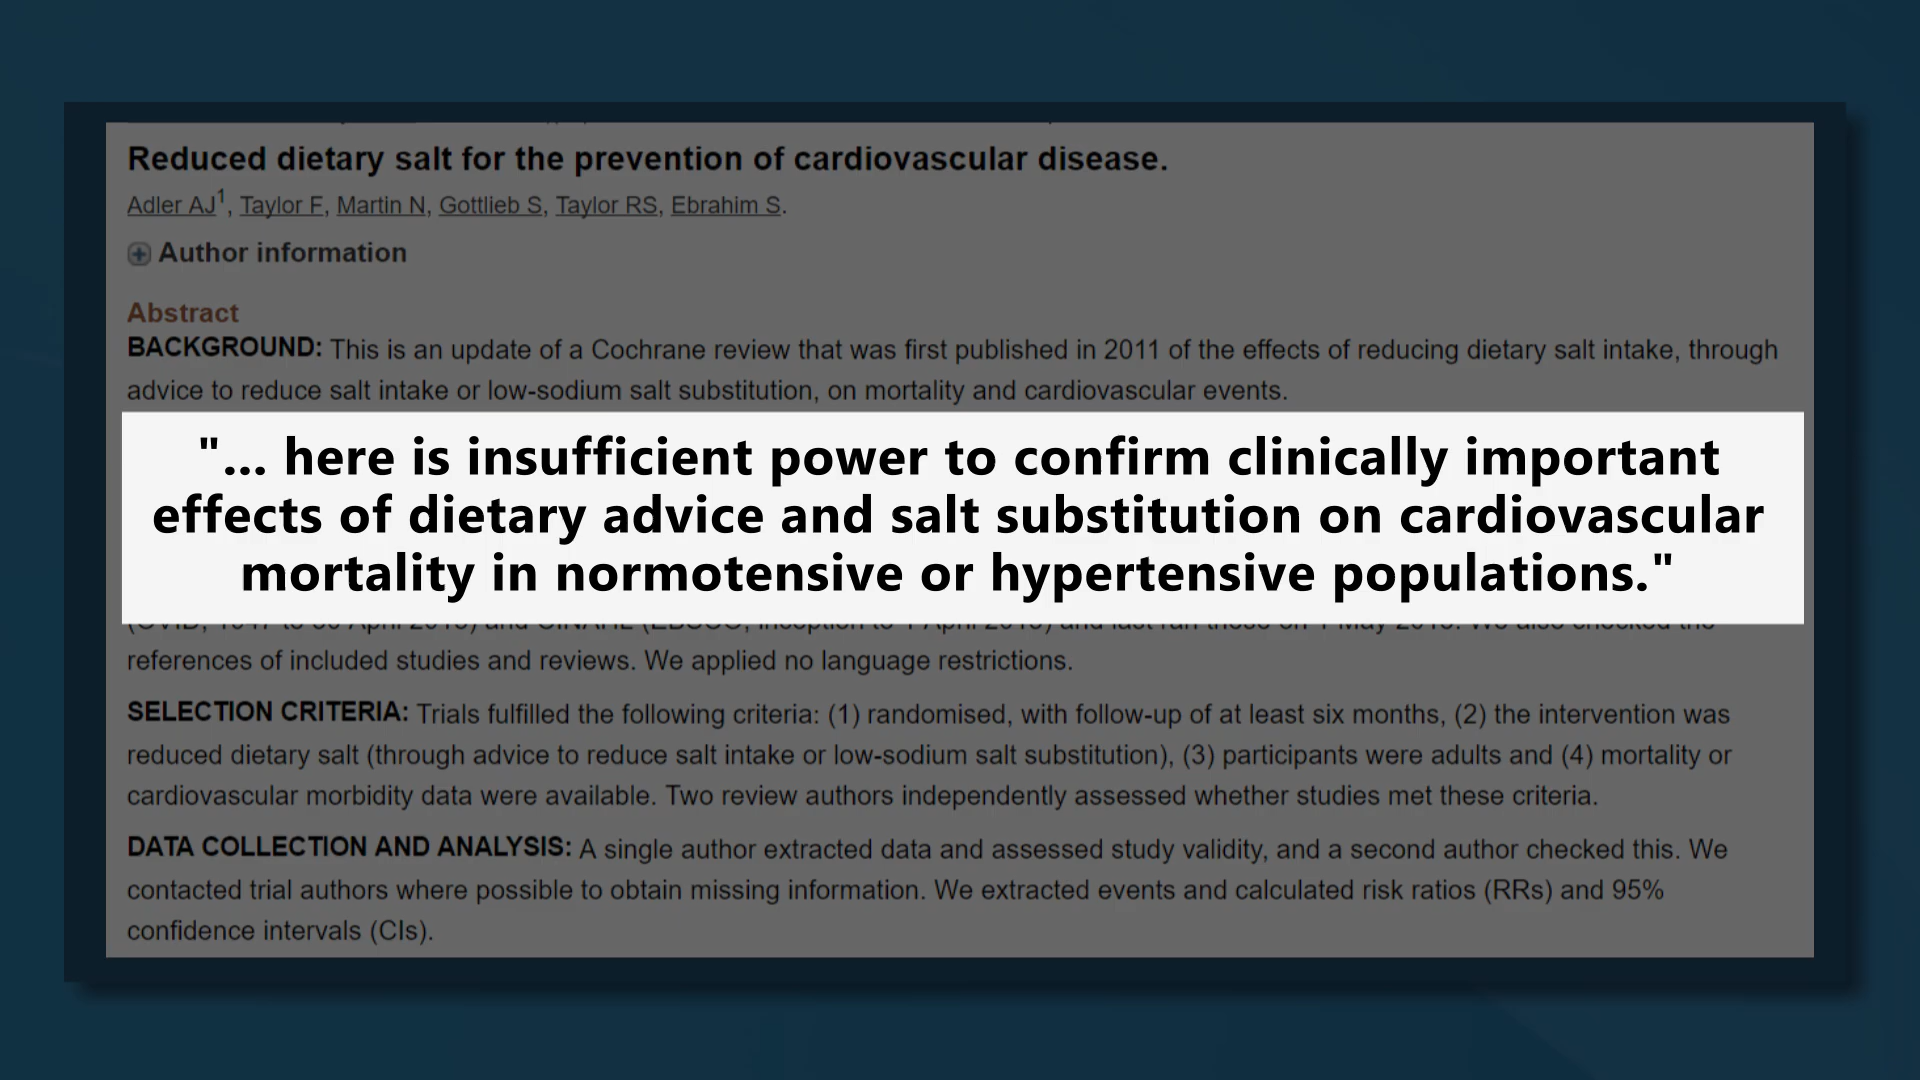 Reduced dietary salt for the prevention of cardiovascular disease.
Adler AJ1, Taylor F, Martin N, Gottlieb S, Taylor RS, Ebrahim S.
Author information
Abstract
BACKGROUND: This is an update of a Cochrane review that was first published in 2011 of the effects of reducing dietary salt intake, through
advice to reduce salt intake or low-sodium salt substitution, on mortality and cardiovascular events.
"... here is insufficient power to confirm clinically important
effects of dietary advice and salt substitution on cardiovascular
mortality in normotensive or hypertensive populations."
references of included studies and reviews. We applied no language restrictions.
SELECTION CRITERIA: Trials fulfilled the following criteria: (1) randomised, with follow-up of at least six months, (2) the intervention was
reduced dietary salt (through advice to reduce salt intake or low-sodium salt substitution), (3) participants were adults and (4) mortality or
cardiovascular morbidity data were available. Two review authors independently assessed whether studies met these criteria.
DATA COLLECTION AND ANALYSIS: A single author extracted data and assessed study validity, and a second author checked this. We
contacted trial authors where possible to obtain missing information. We extracted events and calculated risk ratios (RRs) and 95%
confidence intervals (CIs).